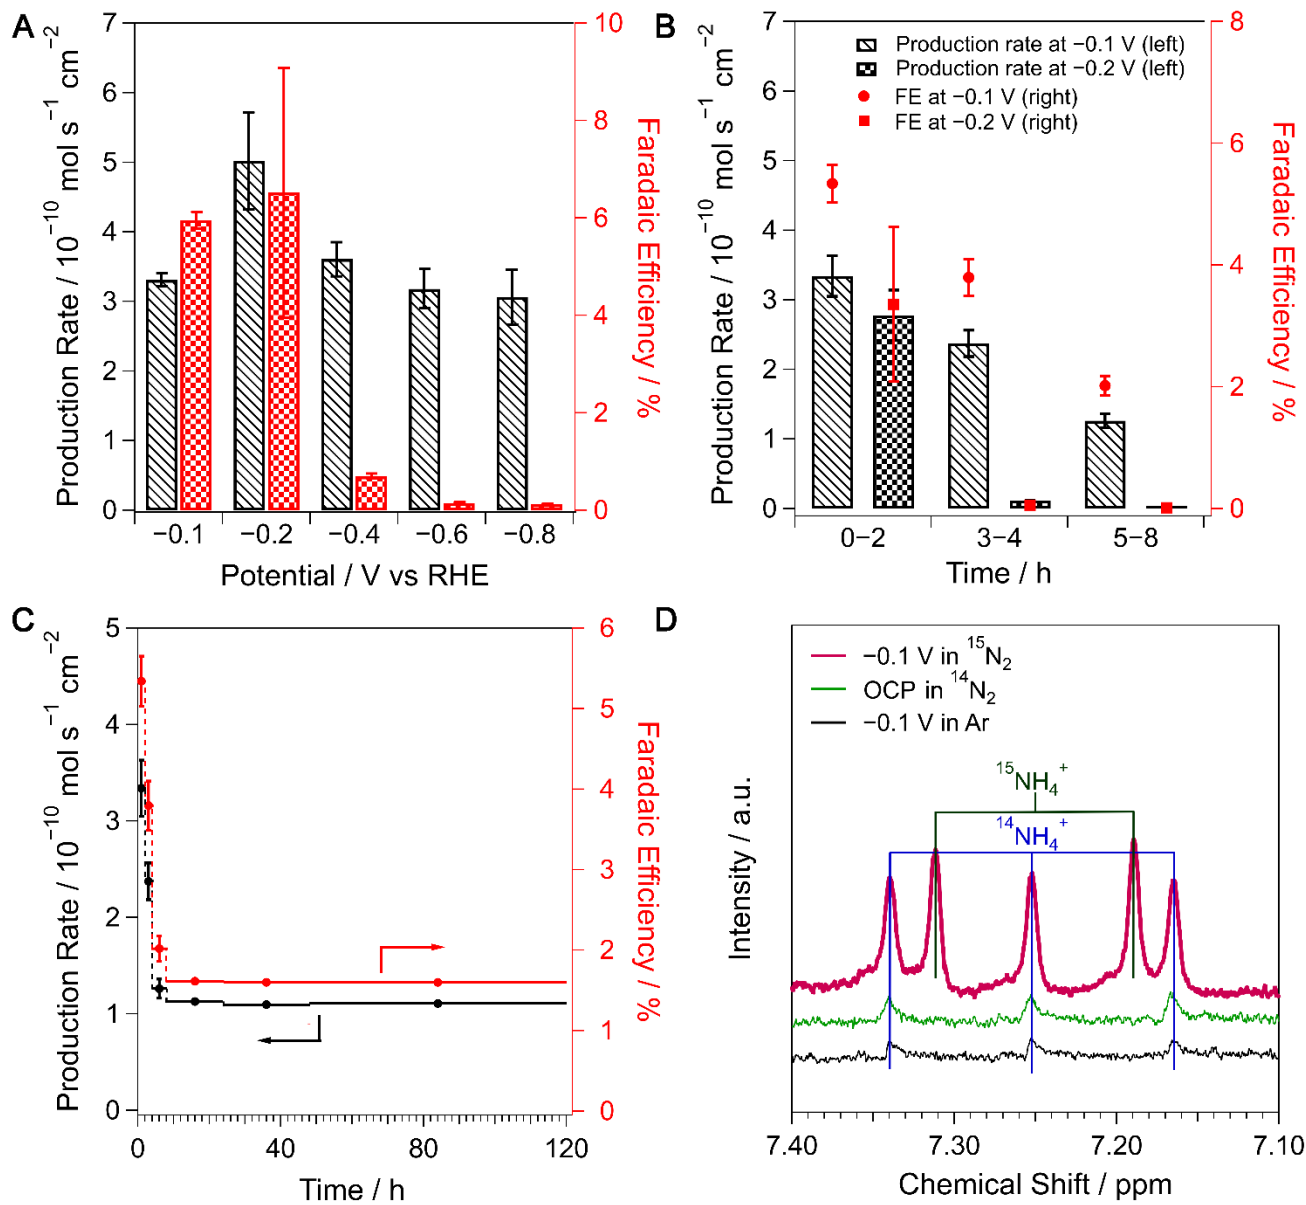 A
Production Rate / 10⁻¹⁰ mol s⁻¹ cm⁻²
7
6
5
4
3
2
1
0
10
8
6
4
2
0
Faradaic Efficiency / %
−0.1 −0.2 −0.4 −0.6 −0.8
Potential / V vs RHE
B
Production Rate / 10⁻¹⁰ mol s⁻¹ cm⁻²
7
6
5
4
3
2
1
0
Production rate at −0.1 V (left)
Production rate at −0.2 V (left)
FE at −0.1 V (right)
FE at −0.2 V (right)
8
6
4
2
0
Faradaic Efficiency / %
0−2 3−4 5−8
Time / h
C
Production Rate / 10⁻¹⁰ mol s⁻¹ cm⁻²
5
4
3
2
1
0
6
5
4
3
2
1
0
Faradaic Efficiency / %
0 40 80 120
Time / h
D
Intensity / a.u.
−0.1 V in ¹⁵N₂
OCP in ¹⁴N₂
−0.1 V in Ar
¹⁵NH₄⁺
¹⁴NH₄⁺
7.40 7.30 7.20 7.10
Chemical Shift / ppm